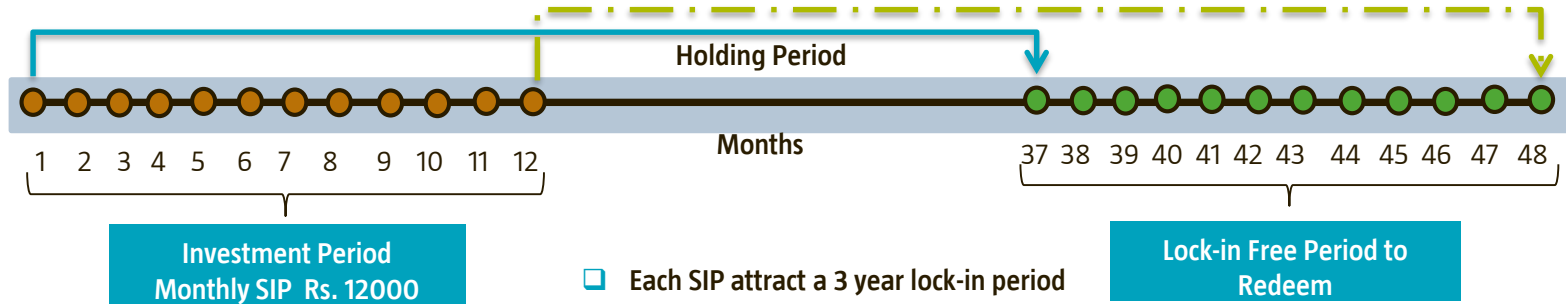 Holding Period
Months
1 2 3 4 5 6 7 8 9 10 11 12
37 38 39 40 41 42 43 44 45 46 47 48
Investment Period
Monthly SIP Rs. 12000
Each SIP attract a 3 year lock-in period
Lock-in Free Period to
Redeem